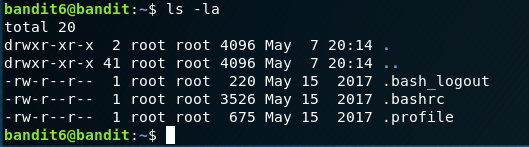 bandit6@bandit:~$ ls -la
total 20
drwxr-xr-x  2 root root 4096 May  7 20:14 .
drwxr-xr-x 41 root root 4096 May  7 20:14 ..
-rw-r--r--  1 root root  220 May 15  2017 .bash_logout
-rw-r--r--  1 root root 3526 May 15  2017 .bashrc
-rw-r--r--  1 root root  675 May 15  2017 .profile
bandit6@bandit:~$